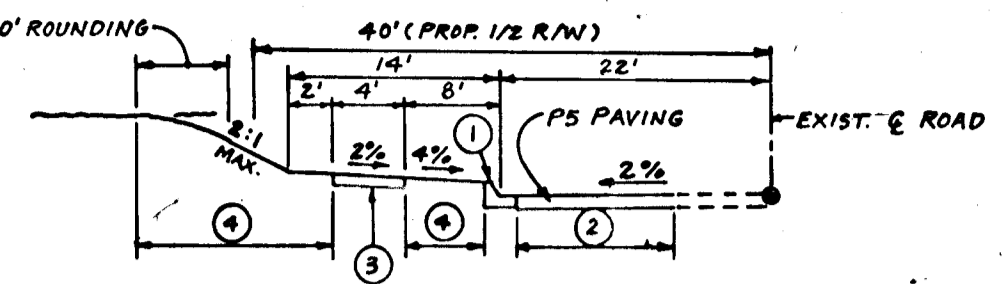 0' ROUNDING
40' (PROP. 1/2 R/W)
14' 22'
2' 4' 8'
1 P5 PAVING EXIST. ℄ ROAD
2:1
MAX.
2% 4% 2%
4 4 2
3